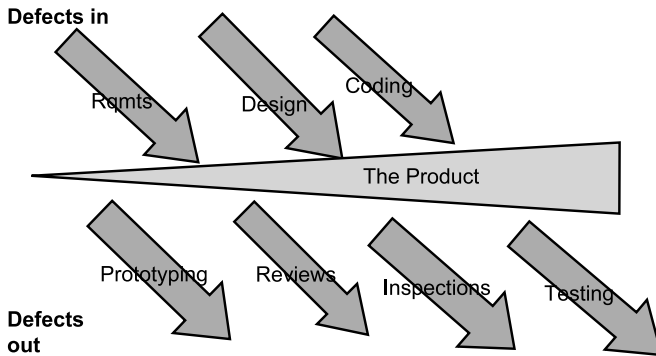 Defects in
Rqmts
Design
Coding
The Product
Prototyping
Reviews
Inspections
Testing
Defects
out